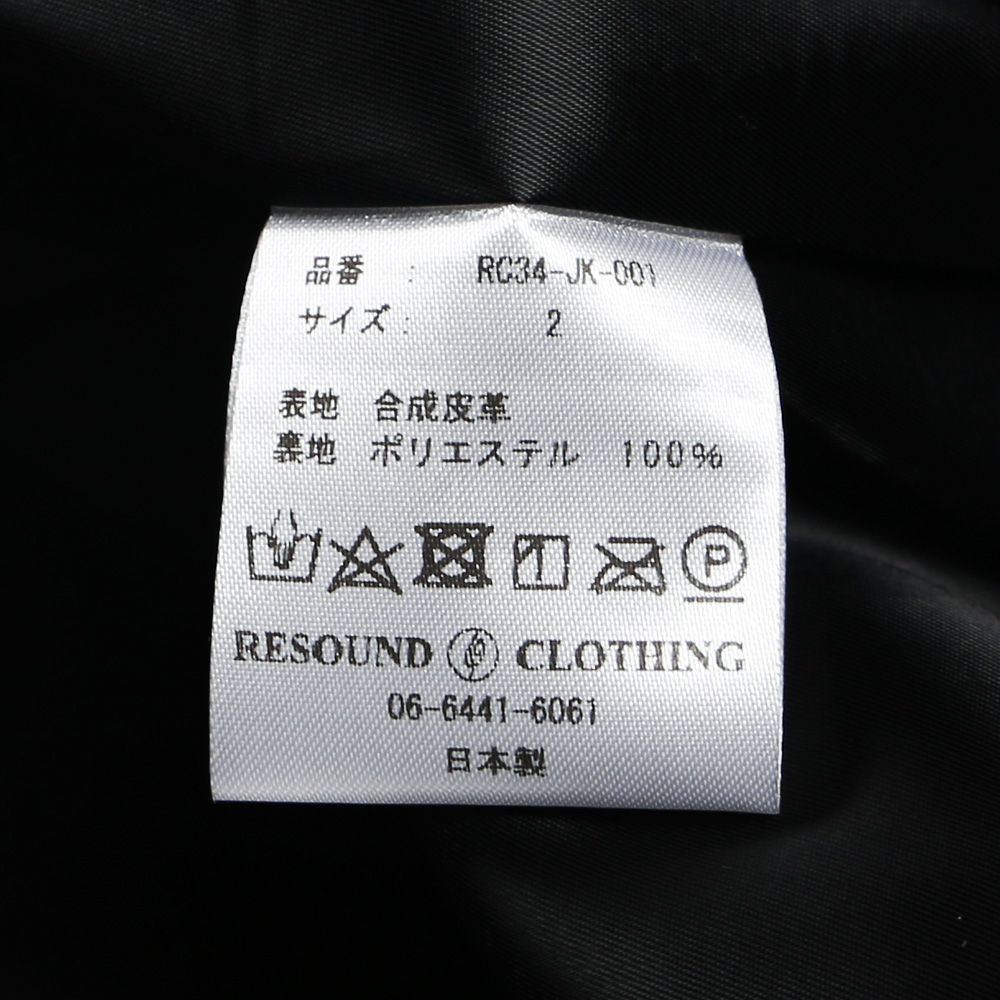 品番 : RC34-JK-001
サイズ : 2
表地 合成皮革
裏地 ポリエステル 100%
P
RESOUND CLOTHING
06-6441-6061
日本製